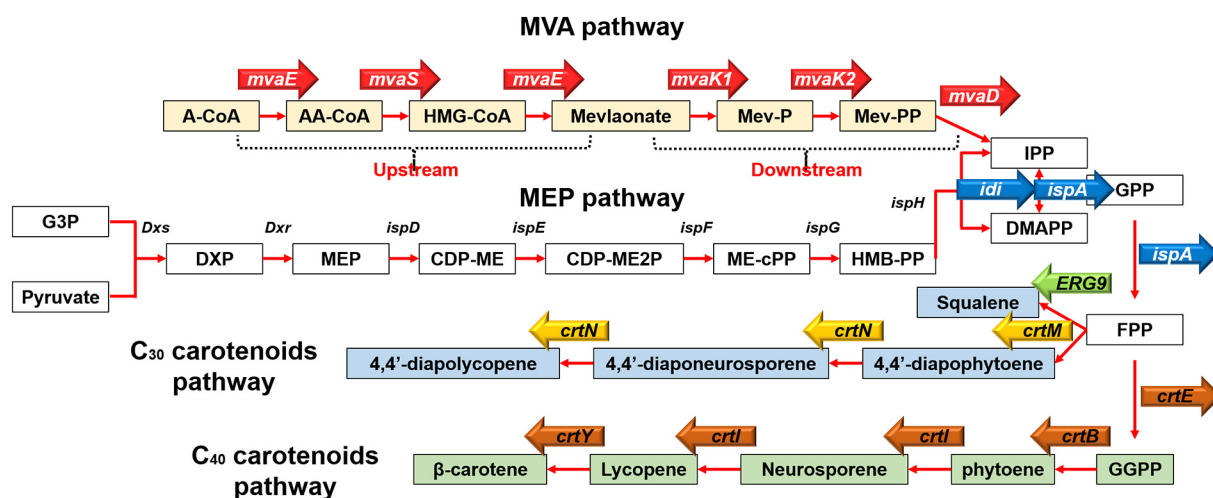 MVA pathway
mvaE
mvaS
mvaE
mvaK1
mvaK2
mvaD
A-CoA
AA-CoA
HMG-CoA
Mevlaonate
Mev-P
Mev-PP
IPP
Upstream
Downstream
MEP pathway
ispH
idi
ispA
GPP
G3P
Dxs
Dxr
ispD
ispE
ispF
ispG
DMAPP
DXP
MEP
CDP-ME
CDP-ME2P
ME-cPP
HMB-PP
ispA
Pyruvate
ERG9
Squalene
C30 carotenoids
pathway
crtN
crtN
crtM
FPP
4,4’-diapolycopene
4,4’-diaponeurosporene
4,4’-diapophytoene
crtE
C40 carotenoids
pathway
crtY
crtI
crtI
crtB
β-carotene
Lycopene
Neurosporene
phytoene
GGPP